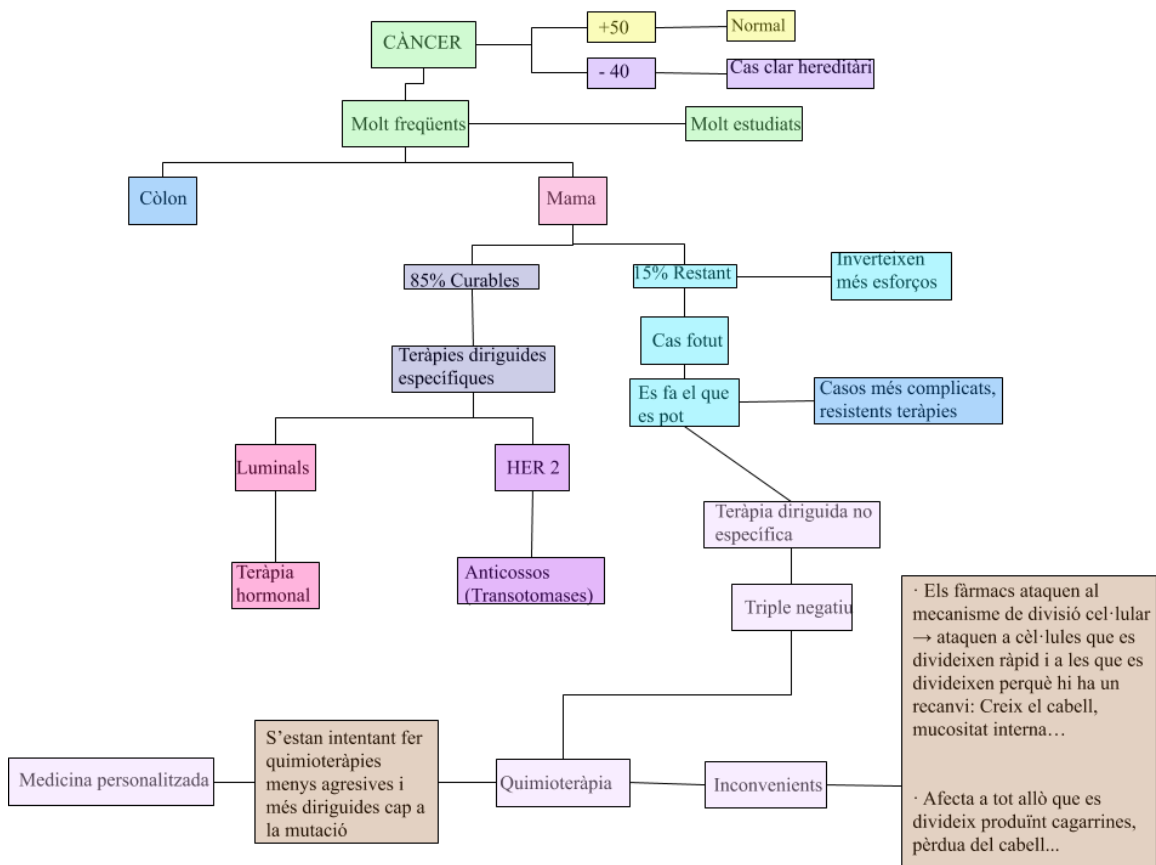 CÀNCER
+50
Normal
- 40
Cas clar hereditàri
Molt freqüents
Molt estudiats
Còlon
Mama
85% Curables
15% Restant
Inverteixen
més esforços
Cas fotut
Teràpies diriguides
específiques
Es fa el que
es pot
Casos més complicats,
resistents teràpies
Luminals
HER 2
Teràpia diriguida no
específica
Teràpia
hormonal
Anticossos
(Transotomases)
Triple negatiu
· Els fàrmacs ataquen al
mecanisme de divisió cel·lular
→ ataquen a cèl·lules que es
divideixen ràpid i a les que es
divideixen perquè hi ha un
recanvi: Creix el cabell,
mucositat interna…
· Afecta a tot allò que es
divideix produïnt cagarrines,
pèrdua del cabell...
Medicina personalitzada
S’estan intentant fer
quimioteràpies
menys agresives i
més diriguides cap a
la mutació
Quimioteràpia
Inconvenients